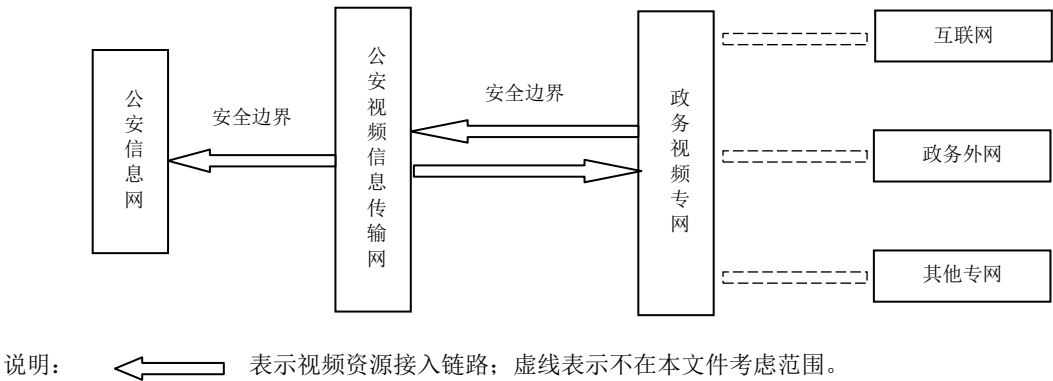 公安信息网
安全边界
公安视频信息传输网
安全边界
政务视频专网
互联网
政务外网
其他专网
说明： 表示视频资源接入链路；虚线表示不在本文件考虑范围。